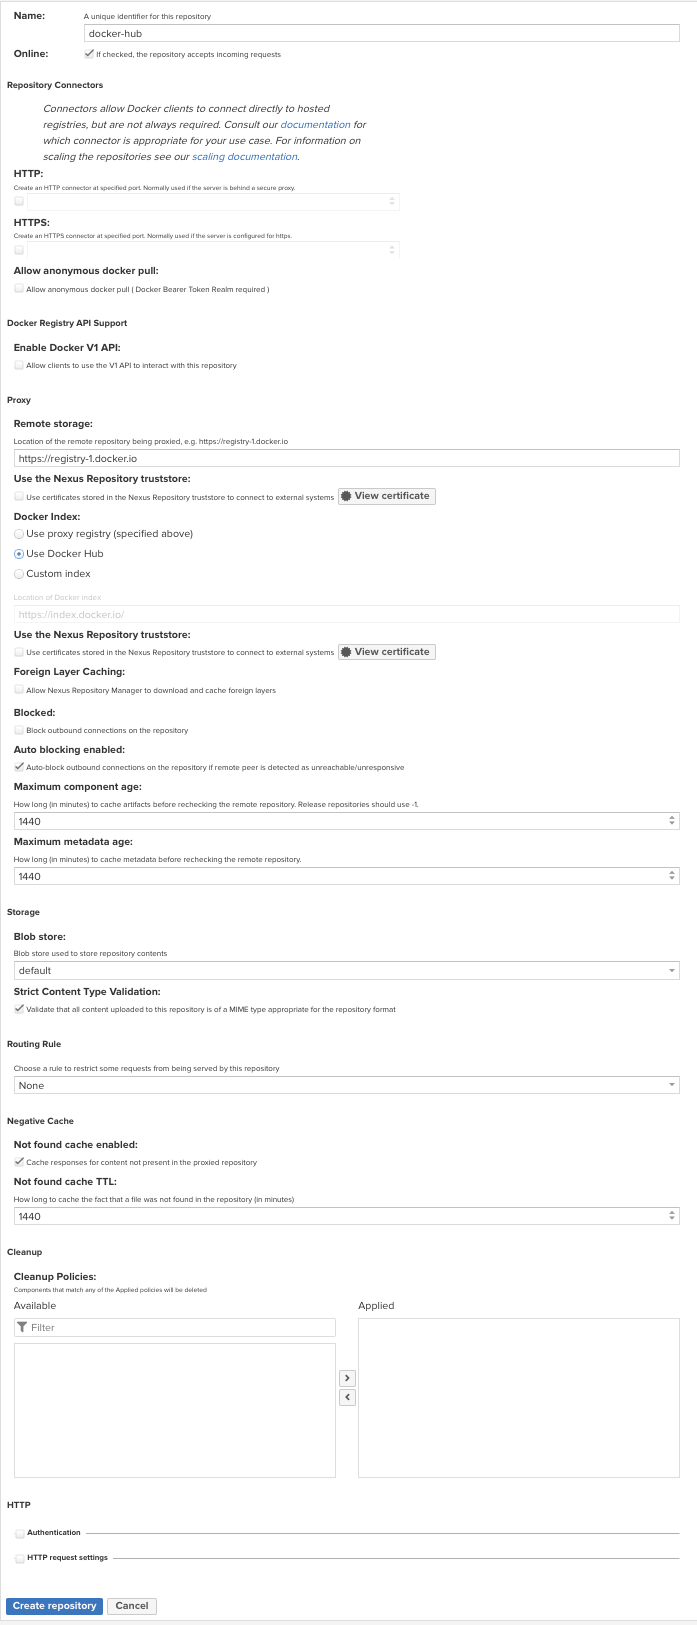 Name:
A unique identifier for this repository
docker-hub
Online:
If checked, the repository accepts incoming requests
Repository Connectors
Connectors allow Docker clients to connect directly to hosted
registries, but are not always required. Consult our documentation for
which connector is appropriate for your use case. For information on
scaling the repositories see our scaling documentation.
HTTP:
Create an HTTP connector at specified port. Normally used if the server is behind a secure proxy.
HTTPS:
Create an HTTPS connector at specified port. Normally used if the server is configured for https.
Allow anonymous docker pull:
Allow anonymous docker pull ( Docker Bearer Token Realm required )
Docker Registry API Support
Enable Docker V1 API:
Allow clients to use the V1 API to interact with this repository
Proxy
Remote storage:
Location of the remote repository being proxied, e.g. https://registry-1.docker.io
https://registry-1.docker.io
Use the Nexus Repository truststore:
Use certificates stored in the Nexus Repository truststore to connect to external systems View certificate
Docker Index:
Use proxy registry (specified above)
Use Docker Hub
Custom index
Location of Docker index
https://index.docker.io/
Use the Nexus Repository truststore:
Use certificates stored in the Nexus Repository truststore to connect to external systems View certificate
Foreign Layer Caching:
Allow Nexus Repository Manager to download and cache foreign layers
Blocked:
Block outbound connections on the repository
Auto blocking enabled:
Auto-block outbound connections on the repository if remote peer is detected as unreachable/unresponsive
Maximum component age:
How long (in minutes) to cache artifacts before rechecking the remote repository. Release repositories should use -1.
1440
Maximum metadata age:
How long (in minutes) to cache metadata before rechecking the remote repository.
1440
Storage
Blob store:
Blob store used to store repository contents
default
Strict Content Type Validation:
Validate that all content uploaded to this repository is of a MIME type appropriate for the repository format
Routing Rule
Choose a rule to restrict some requests from being served by this repository
None
Negative Cache
Not found cache enabled:
Cache responses for content not present in the proxied repository
Not found cache TTL:
How long to cache the fact that a file was not found in the repository (in minutes)
1440
Cleanup
Cleanup Policies:
Components that match any of the Applied policies will be deleted
Available Applied
Filter
HTTP
Authentication
HTTP request settings
Create repository Cancel